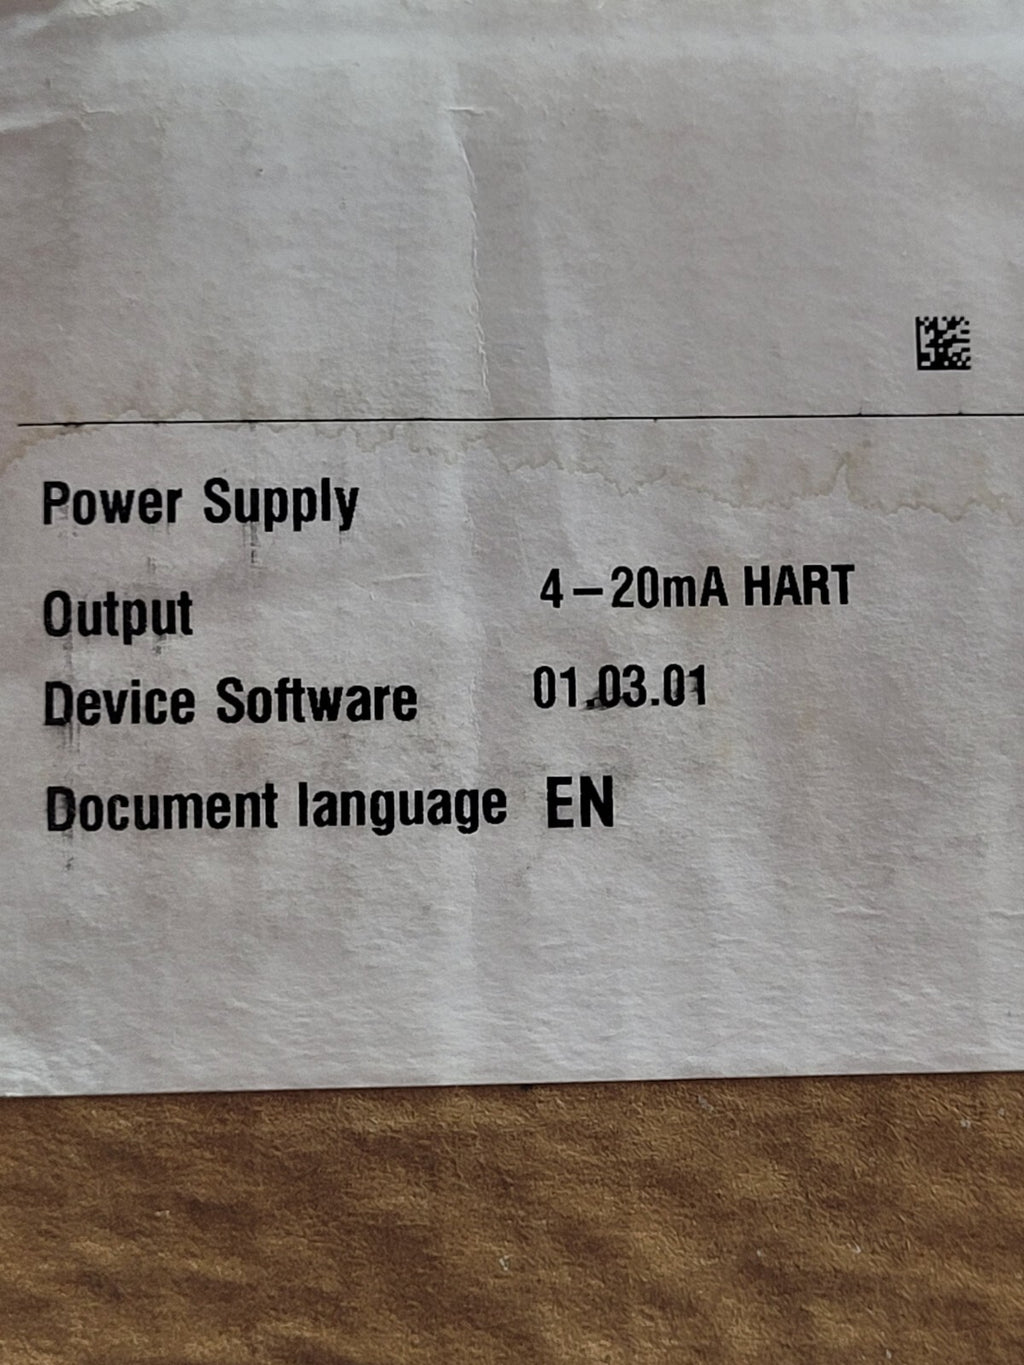 Power Supply
Output 4–20mA HART
Device Software 01.03.01
Document language EN